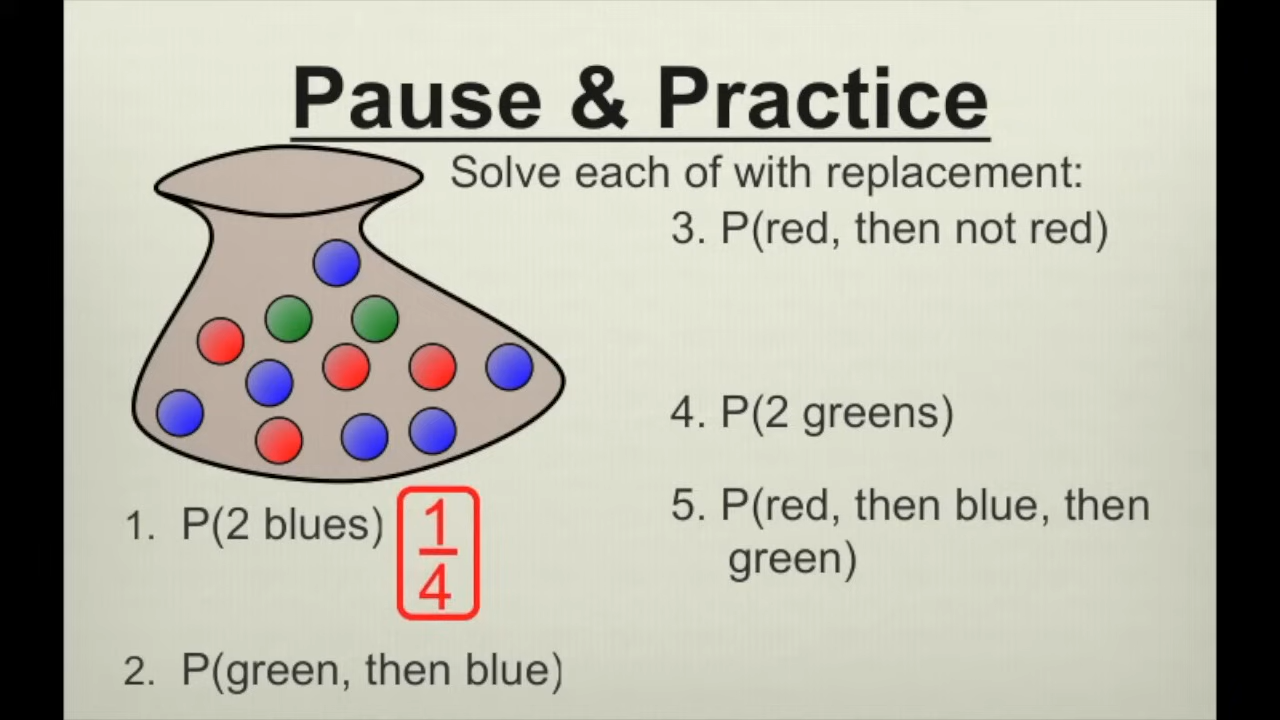 Pause & Practice
Solve each of with replacement:
1. P(2 blues) 1/4
2. P(green, then blue)
3. P(red, then not red)
4. P(2 greens)
5. P(red, then blue, then
green)